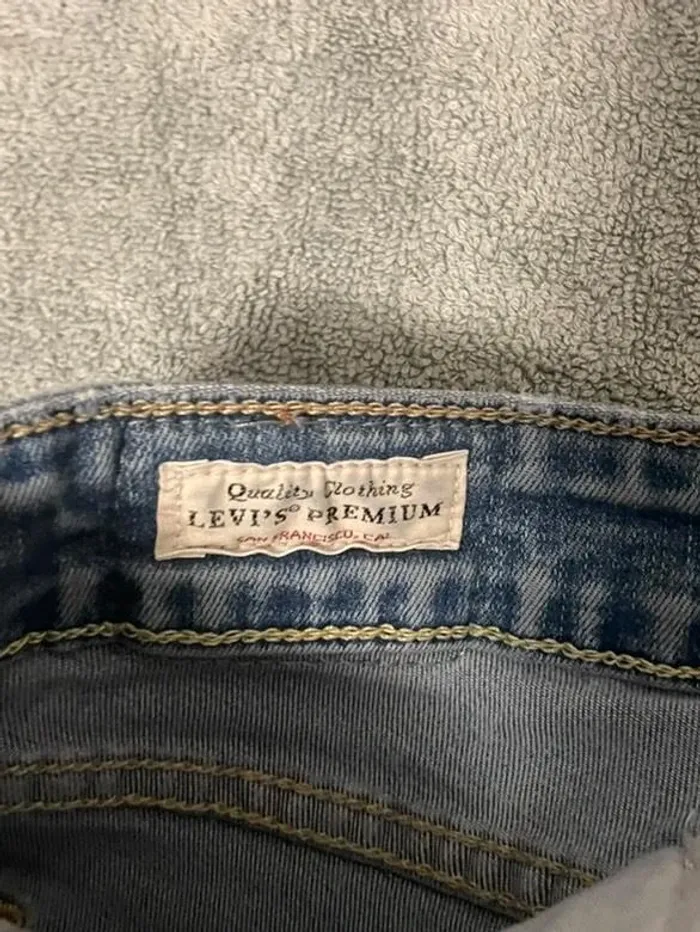 Quality Clothing
LEVI'S® PREMIUM
SAN FRANCISCO, CAL